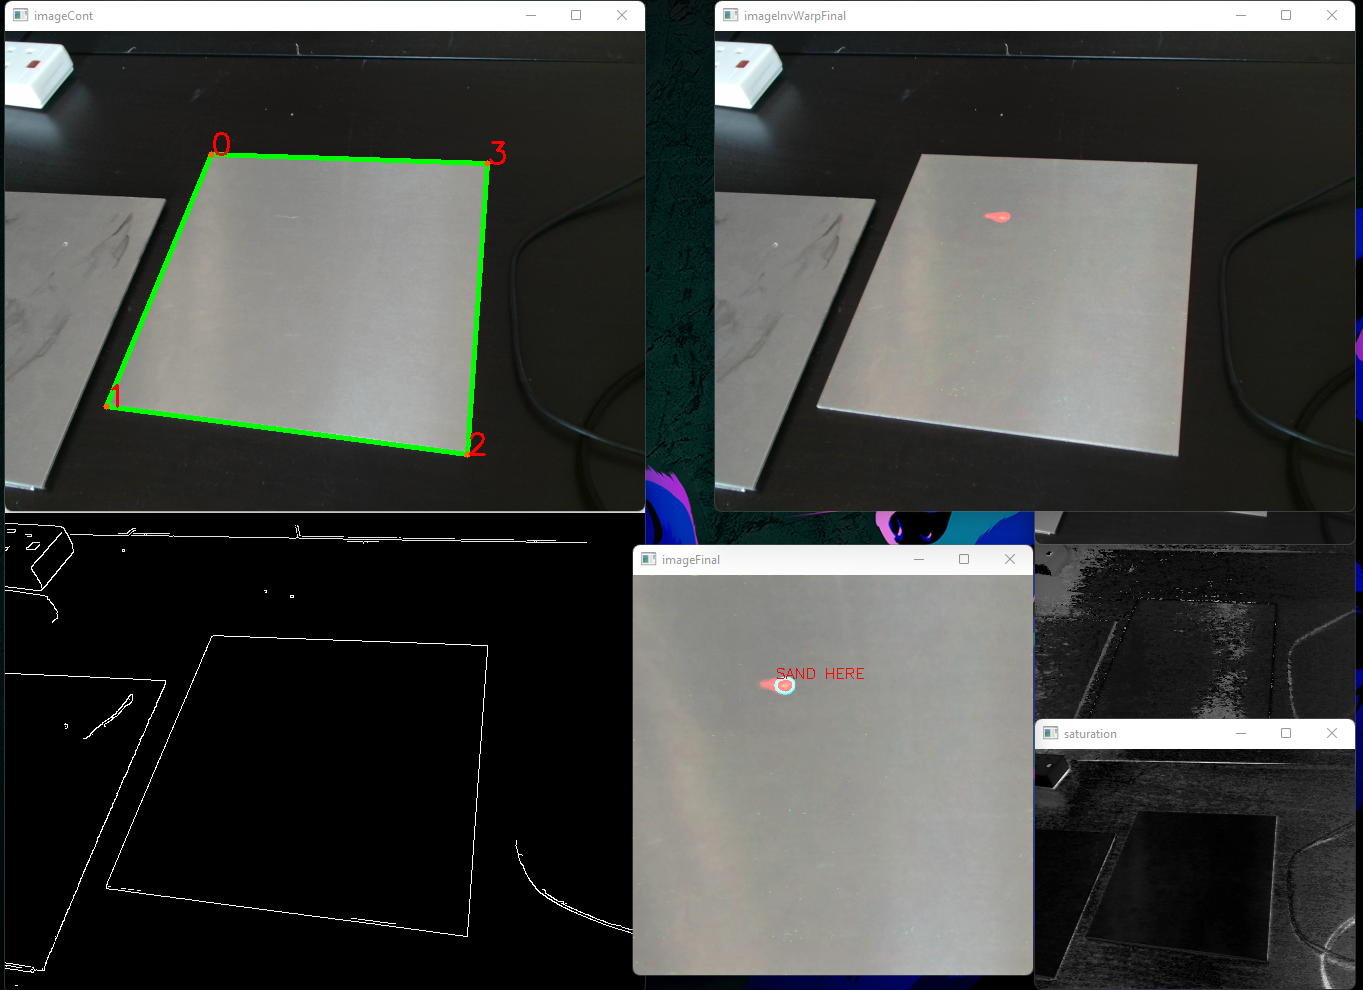 imageCont
imageInvWarpFinal
0
3
1
2
imageFinal
SAND HERE
saturation